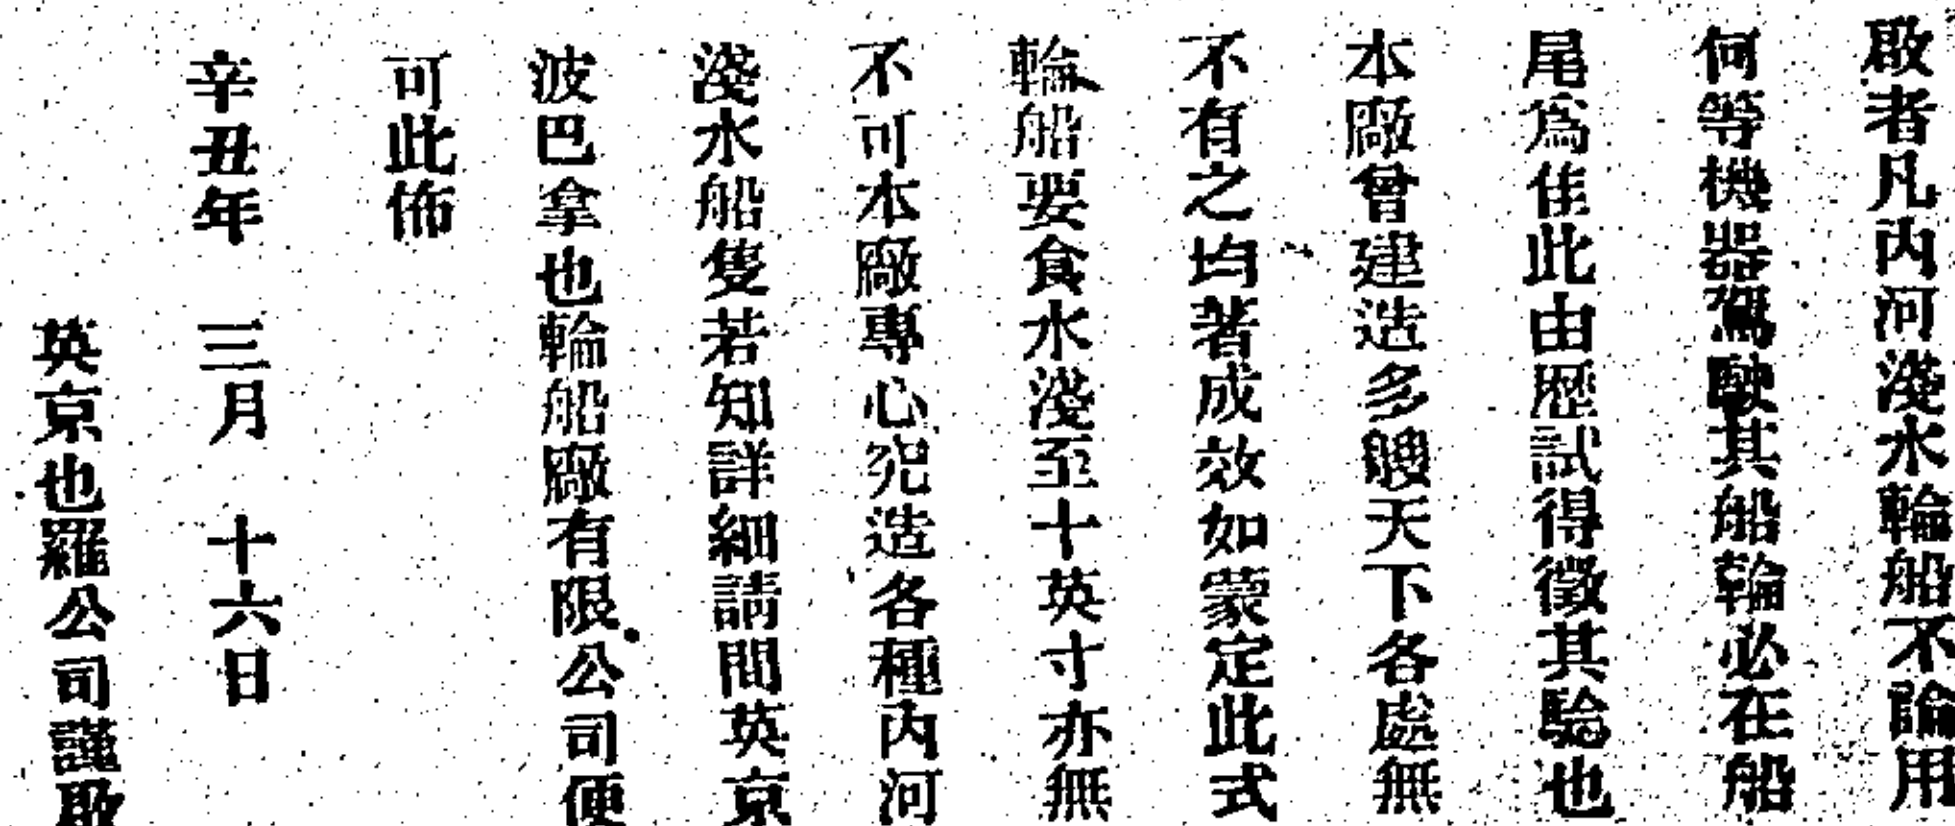 啟者凡內河淺水輪船不論用
何等機器駕駛其船輪必在船
尾為佳此由歷試得徵其驗也
本廠曾建造多艘天下各處無
不有之均著成效如蒙定此式
輪船要食水淺至十英寸亦無
不可本廠專心究造各種內河
淺水船隻若知詳細請問英京
波巴拿也輪船廠有限公司便
可此佈
辛丑年 三月 十六日
英京也羅公司謹啟